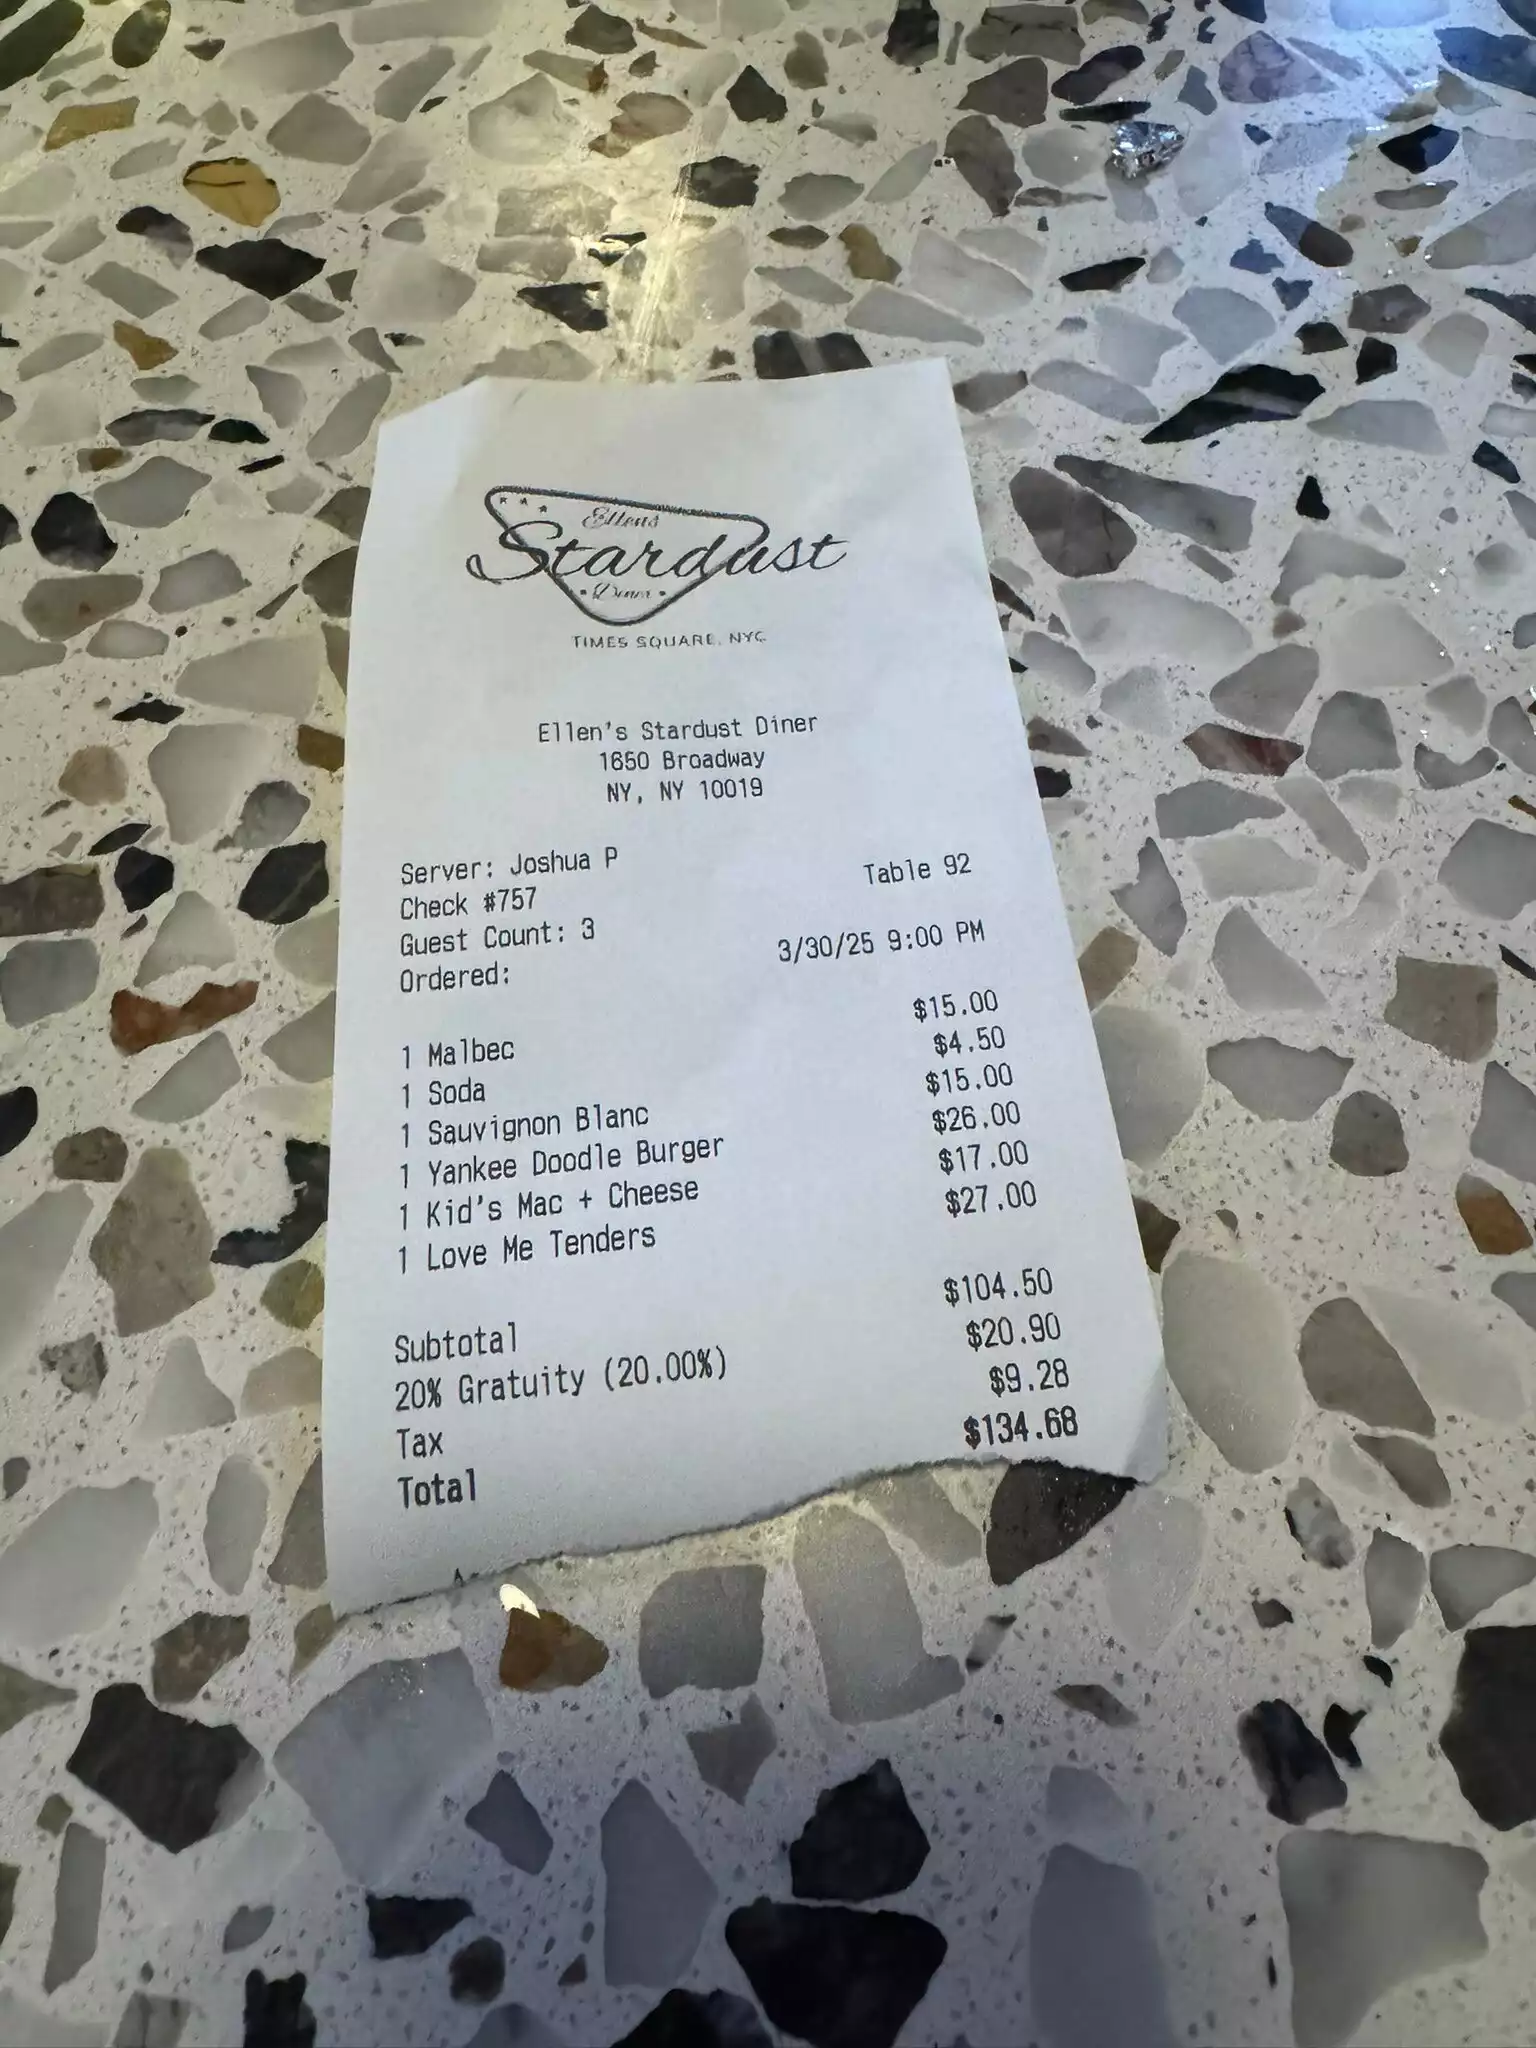 Ellen's
Stardust
Diner
TIMES SQUARE, NYC
Ellen's Stardust Diner
1650 Broadway
NY, NY 10019
Server: Joshua P
Check #757 Table 92
Guest Count: 3
Ordered: 3/30/25 9:00 PM
1 Malbec $15.00
1 Soda $4.50
1 Sauvignon Blanc $15.00
1 Yankee Doodle Burger $26.00
1 Kid's Mac + Cheese $17.00
1 Love Me Tenders $27.00
Subtotal $104.50
20% Gratuity (20.00%) $20.90
Tax $9.28
Total $134.68